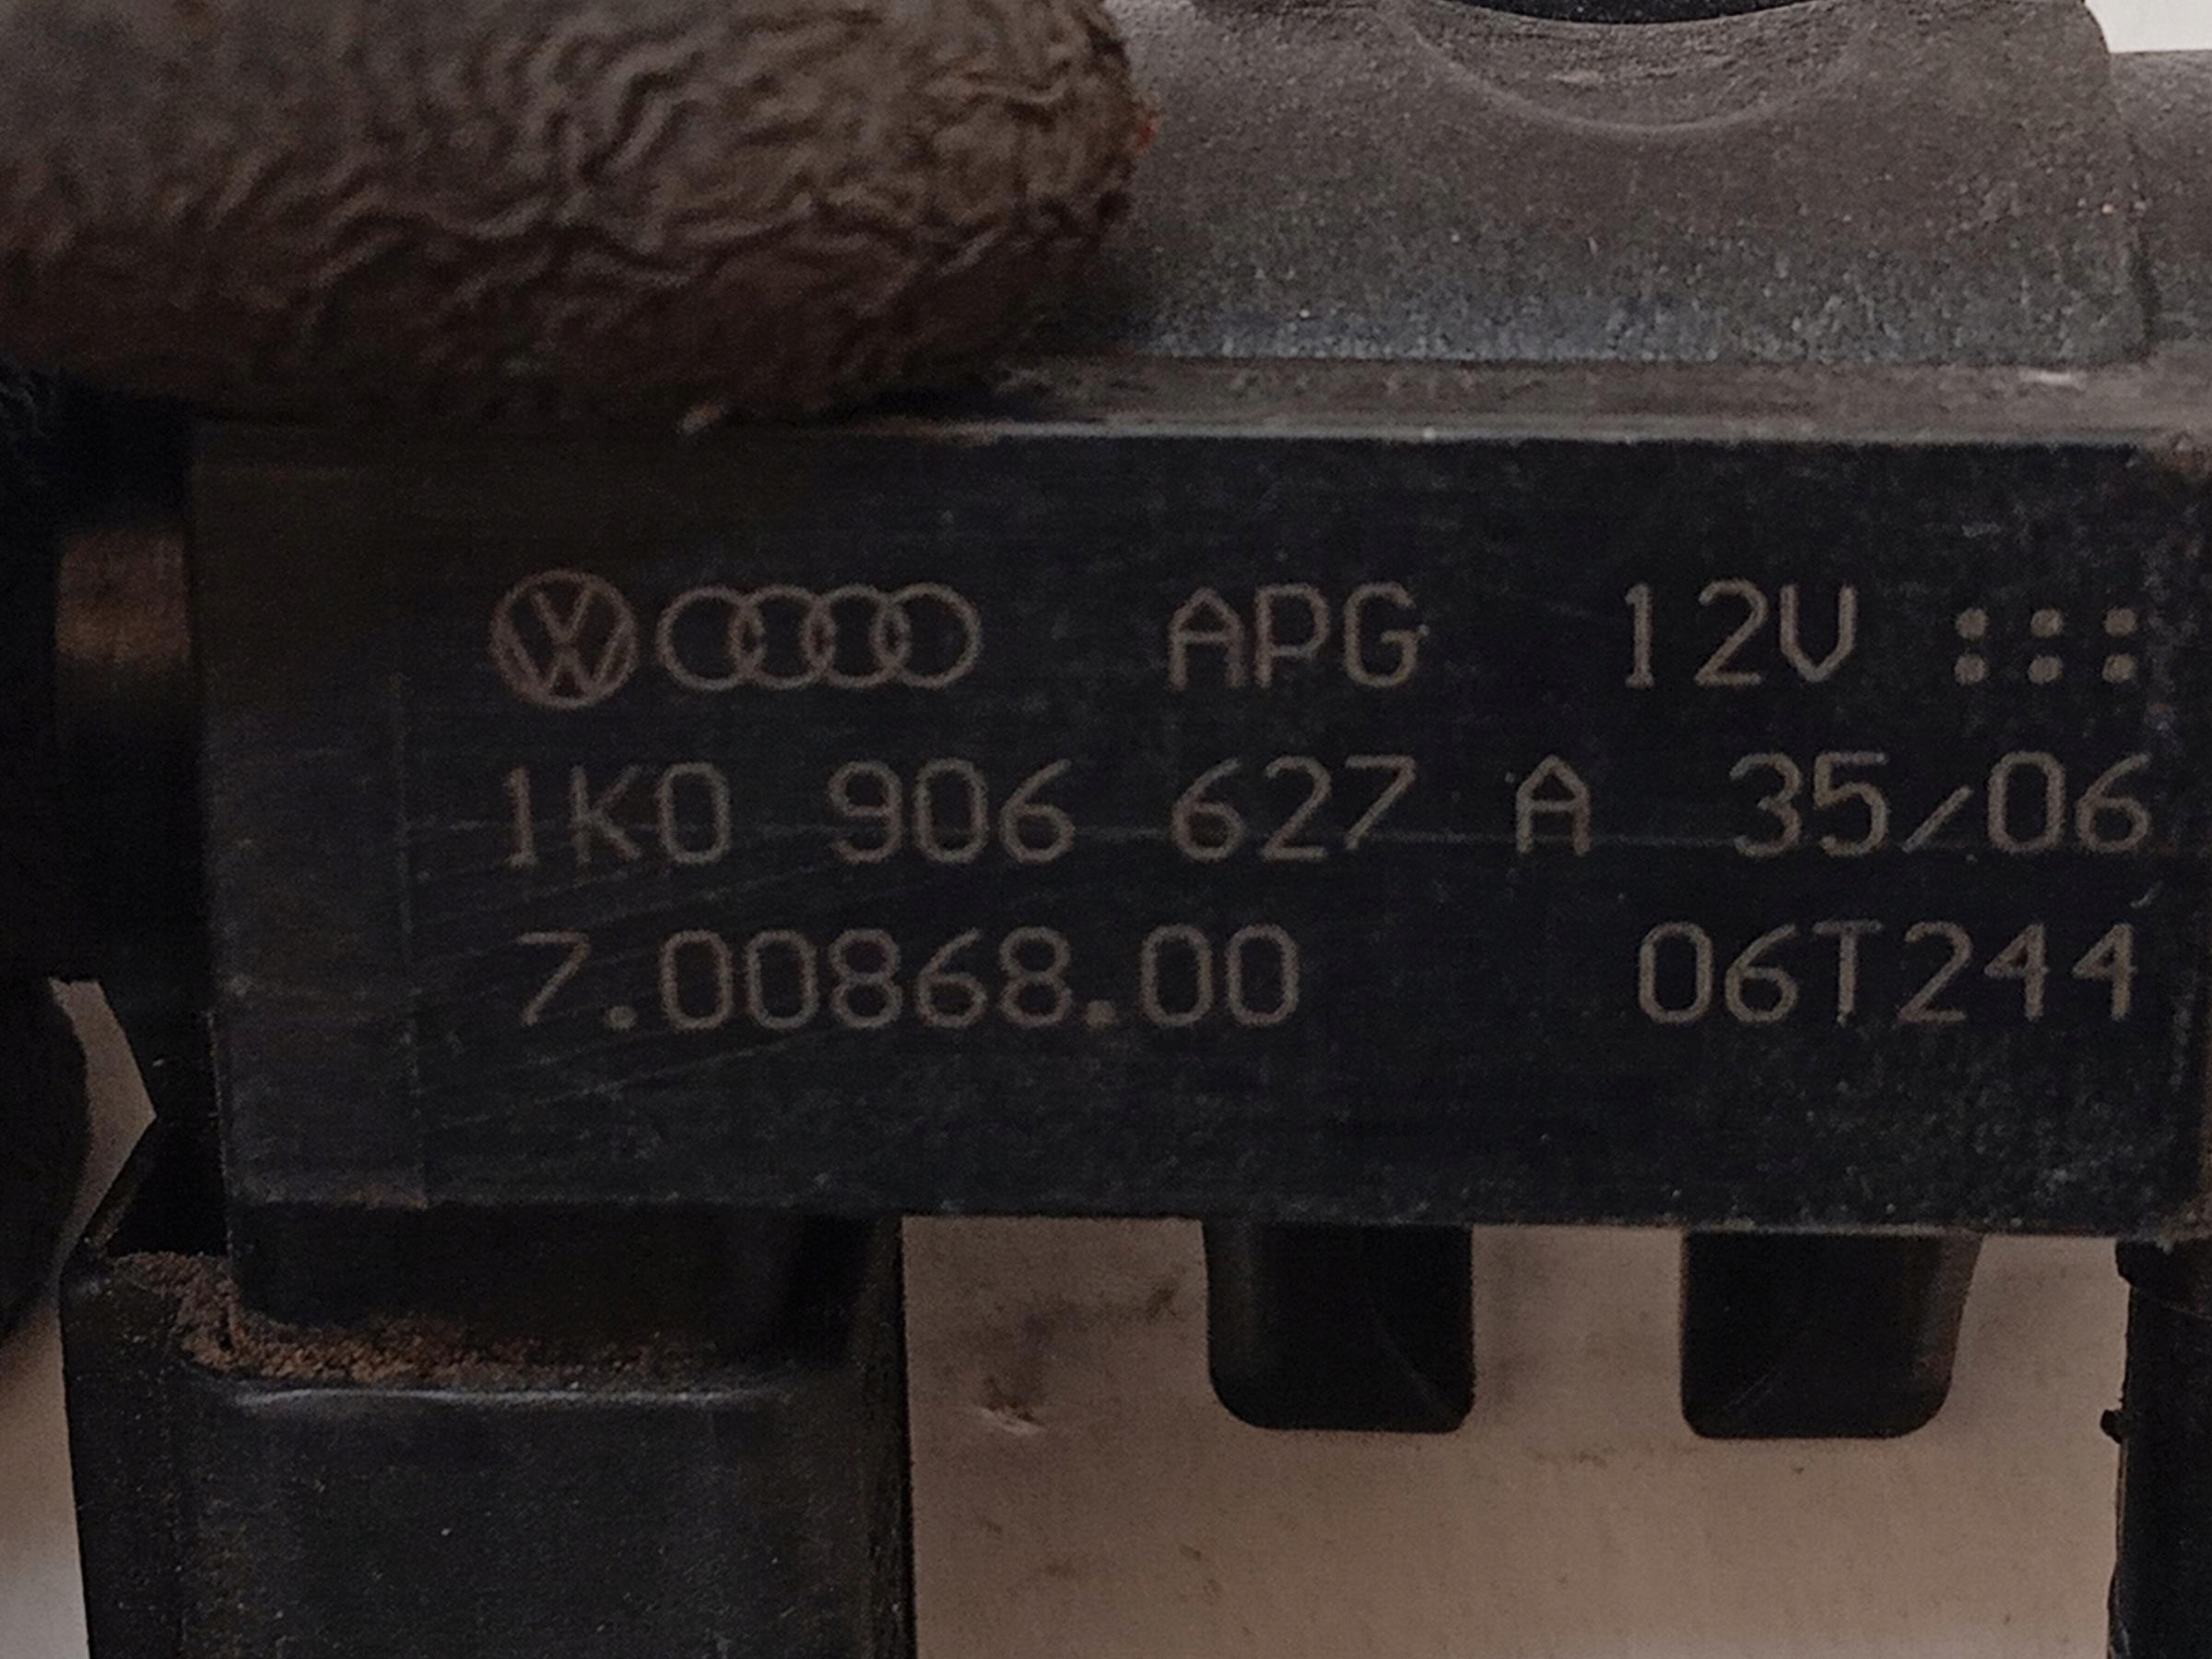 APG 12V
1K0 906 627 A 35/06
7.00868.00 06T244